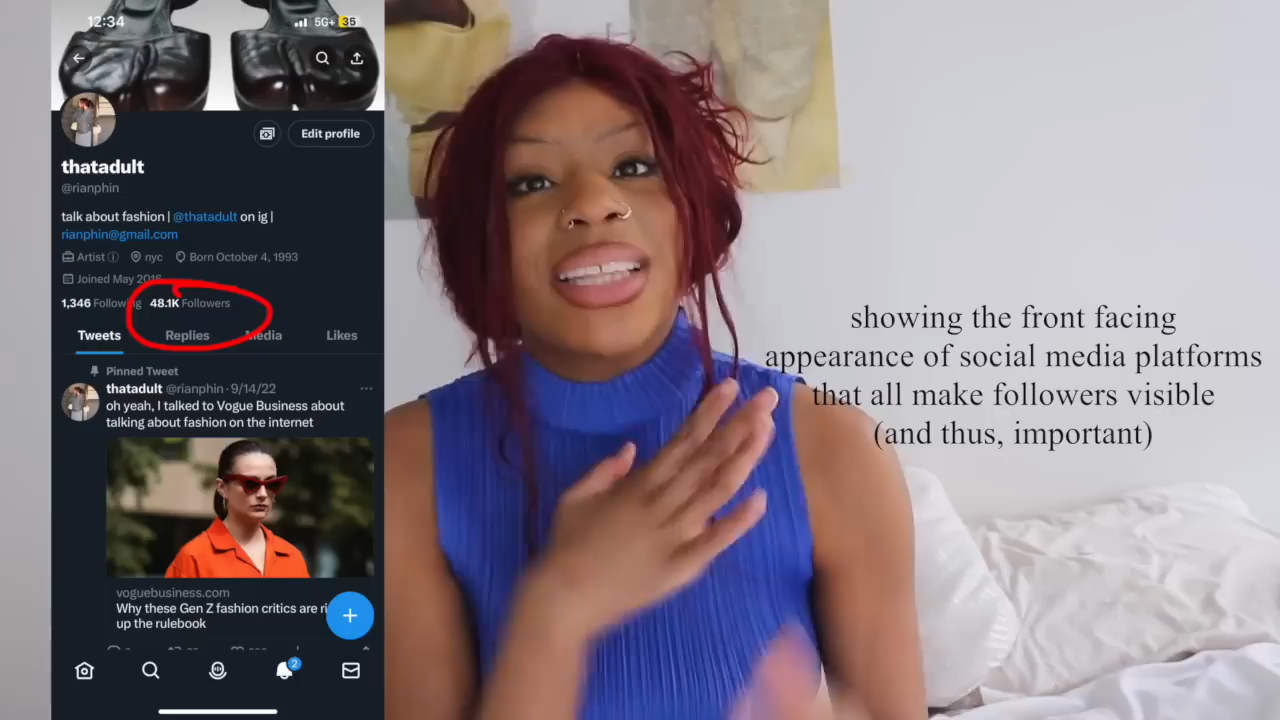 12:34
5G+ 35
Edit profile
thatadult
@rianphin
talk about fashion | @thatadult on ig |
rianphin@gmail.com
Artist nyc Born October 4, 1993
Joined May 2016
1,346 Following 48.1K Followers
Tweets Replies Media Likes
Pinned Tweet
thatadult @rianphin · 9/14/22 ...
oh yeah, I talked to Vogue Business about
talking about fashion on the internet
voguebusiness.com
Why these Gen Z fashion critics are ri
up the rulebook
2
showing the front facing
appearance of social media platforms
that all make followers visible
(and thus, important)